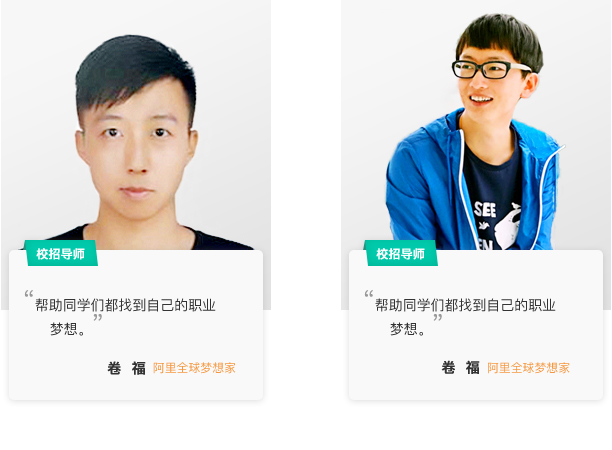 SEE
EN
校招导师
“帮助同学们都找到自己的职业
梦想。”
卷 福 阿里全球梦想家
校招导师
“帮助同学们都找到自己的职业
梦想。”
卷 福 阿里全球梦想家